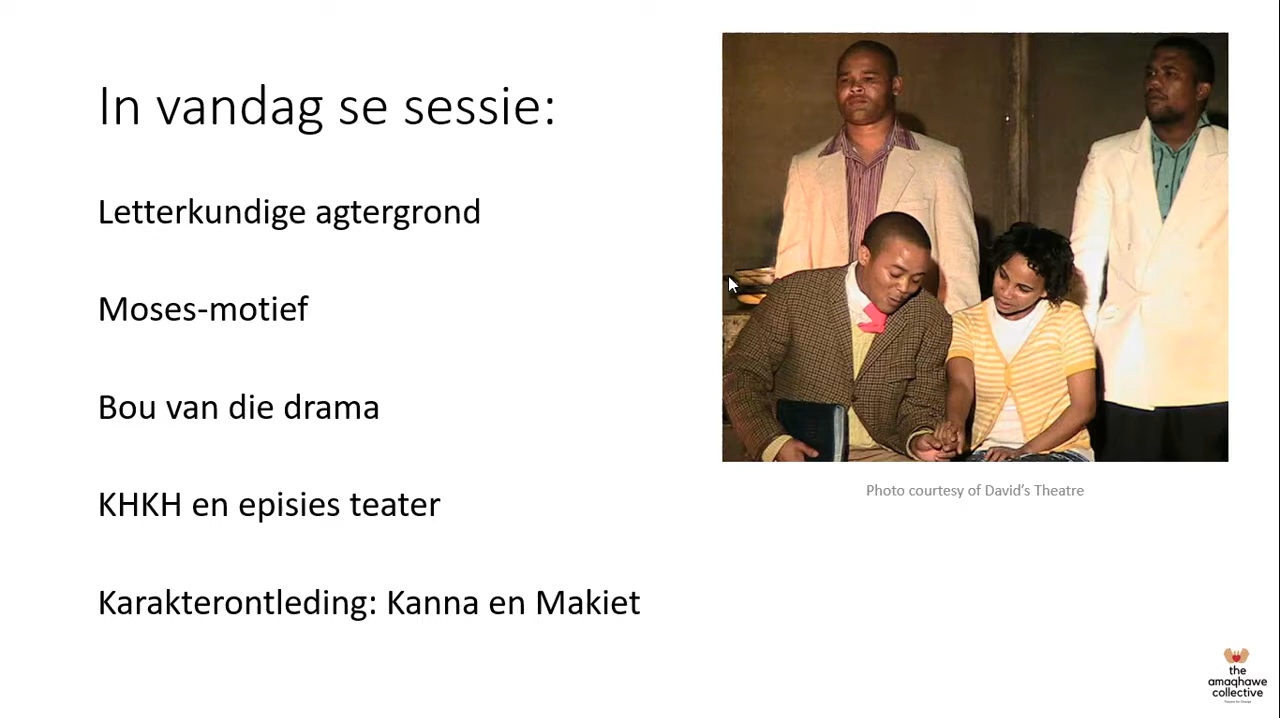 In vandag se sessie:
Letterkundige agtergrond
Moses-motief
Bou van die drama
KHKH en episies teater
Karakterontleding: Kanna en Makiet
Photo courtesy of David's Theatre
the
amaqhawe
collective